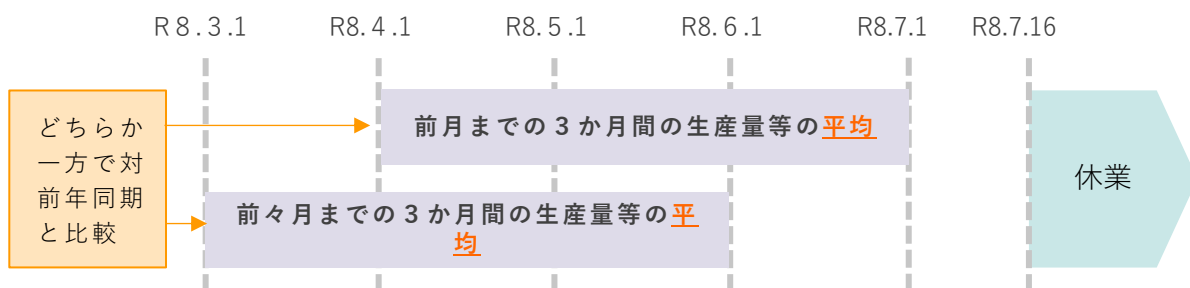 R8.3.1 R8.4.1 R8.5.1 R8.6.1 R8.7.1 R8.7.16
どちらか
一方で対
前年同期
と比較
前月までの３か月間の生産量等の平均
前々月までの３か月間の生産量等の平
均
休業